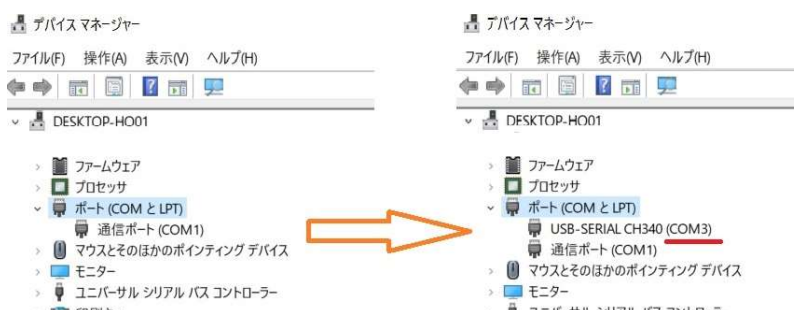 デバイス マネージャー
ファイル(F) 操作(A) 表示(V) ヘルプ(H)
DESKTOP-HO01
ファームウェア
プロセッサ
ポート (COM と LPT)
通信ポート (COM1)
マウスとそのほかのポインティング デバイス
モニター
ユニバーサル シリアル バス コントローラー
デバイス マネージャー
ファイル(F) 操作(A) 表示(V) ヘルプ(H)
DESKTOP-HO01
ファームウェア
プロセッサ
ポート (COM と LPT)
USB-SERIAL CH340 (COM3)
通信ポート (COM1)
マウスとそのほかのポインティング デバイス
モニター